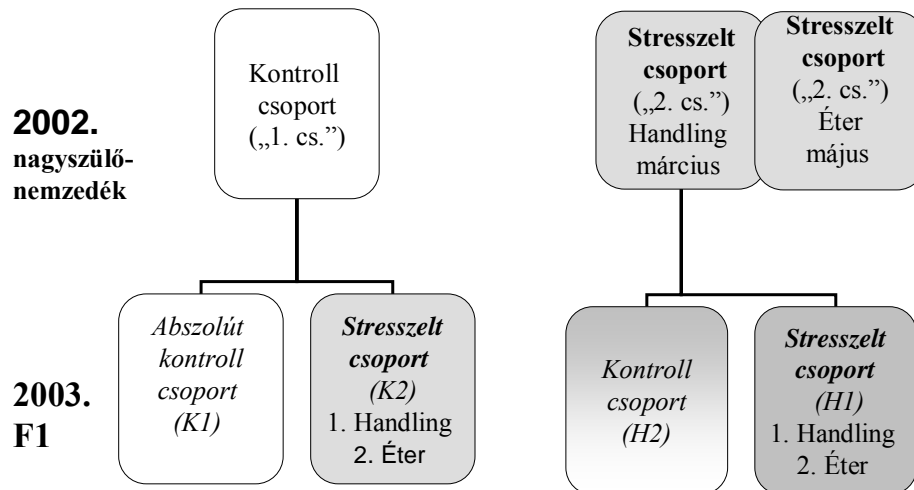 2002.
nagyszülő-
nemzedék
Kontroll
csoport
(„1. cs.”)
Stresszelt
csoport
(„2. cs.”)
Handling
március
Stresszelt
csoport
(„2. cs.”)
Éter
május
2003.
F1
Abszolút
kontroll
csoport
(K1)
Stresszelt
csoport
(K2)
1. Handling
2. Éter
Kontroll
csoport
(H2)
Stresszelt
csoport
(H1)
1. Handling
2. Éter